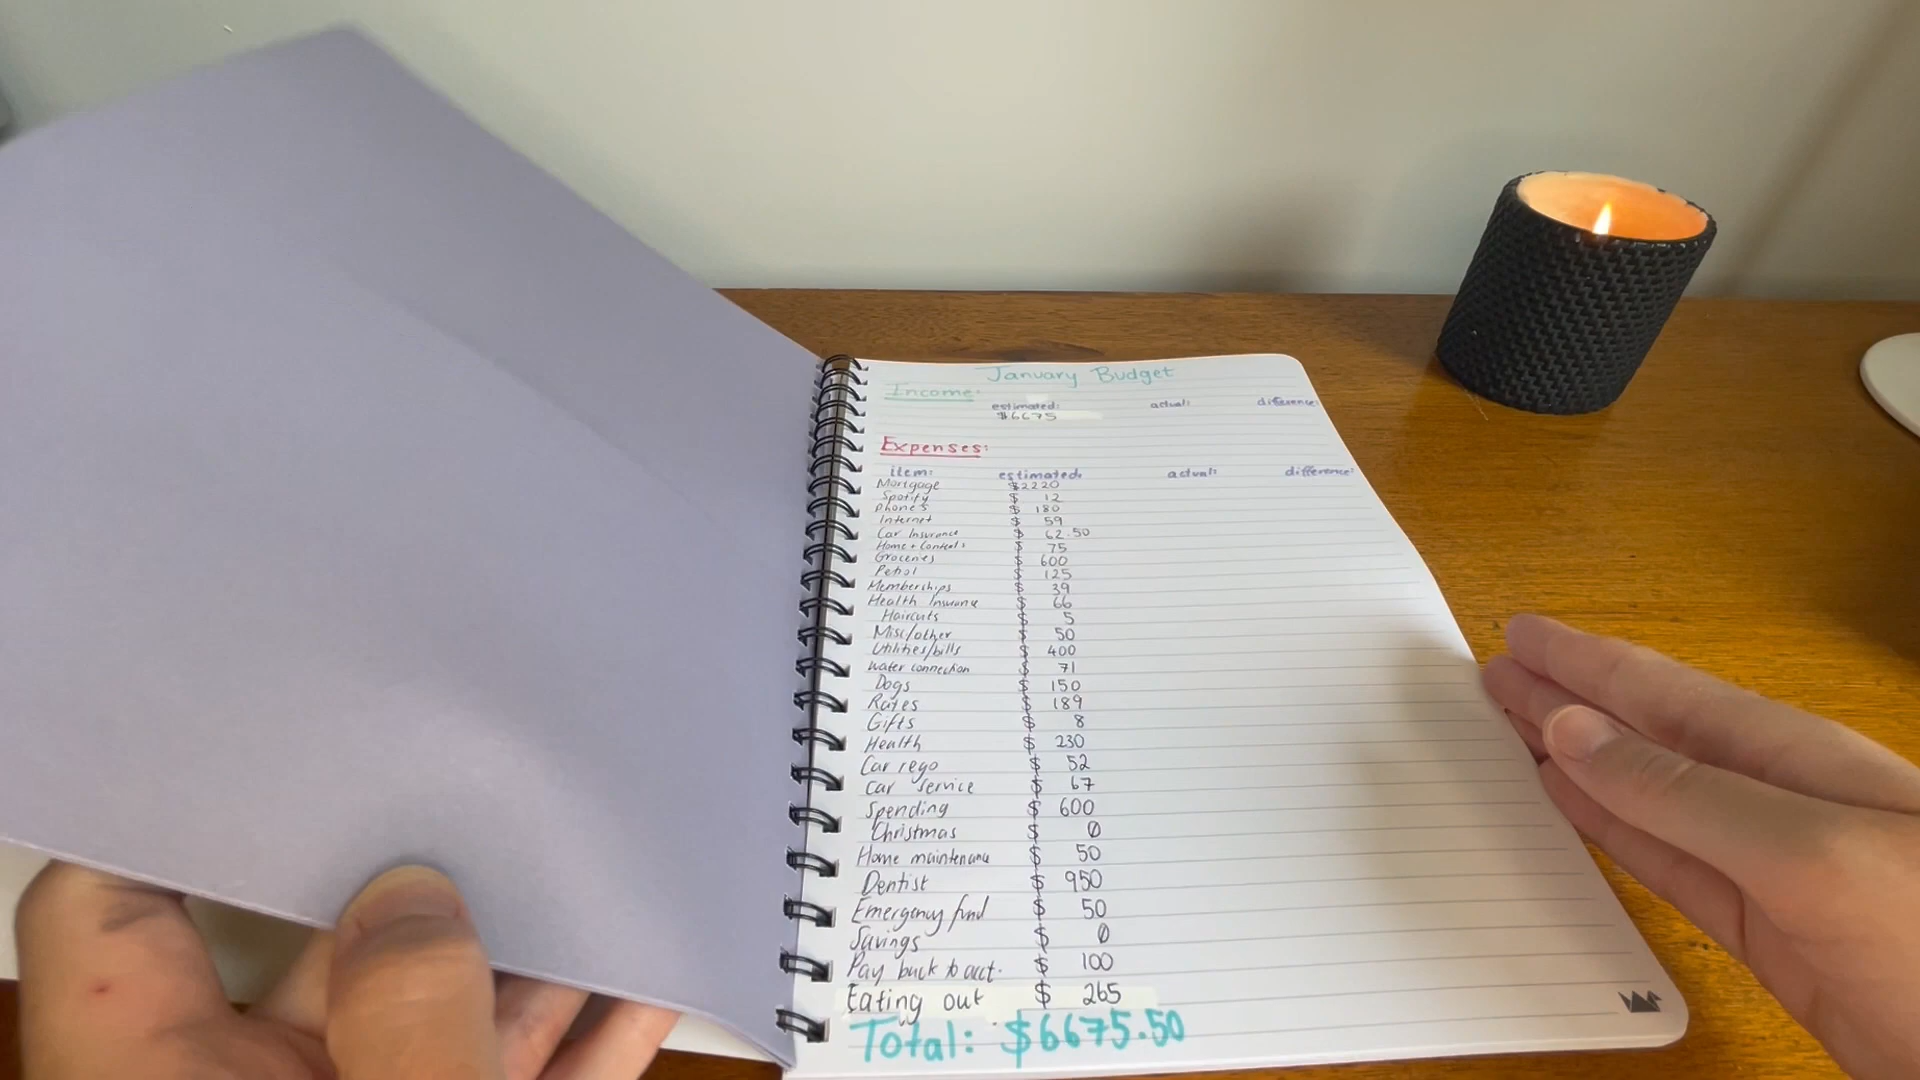 January Budget
Income:
estimated: actual: difference:
$6675
Expenses:
item: estimated: actual: difference:
Mortgage $2220
Spotify $ 12
Phones $ 180
Internet $ 59
Car Insurance $ 62.50
Home + Contents $ 75
Groceries $ 600
Petrol $ 125
Memberships $ 39
Health Insurance $ 66
Haircuts $ 5
Misc/other $ 50
Utilities/bills $ 400
Water connection $ 71
Dogs $ 150
Rates $ 189
Gifts $ 8
Health $ 230
Car rego $ 52
Car service $ 67
Spending $ 600
Christmas $ 0
Home maintenance $ 50
Dentist $ 950
Emergency fund $ 50
Savings $ 0
Pay back to acct. $ 100
Eating out $ 265
Total: $6675.50